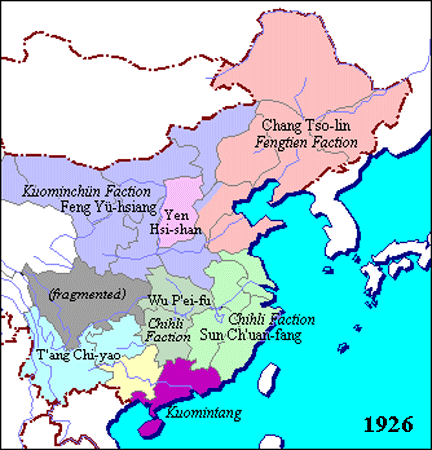 Chang Tso-lin
Fengtien Faction
Kuominchün Faction
Feng Yü-hsiang
Yen
Hsi-shan
(fragmented)
Wu P'ei-fu
Chihli
Faction
Chihli Faction
Sun Ch'uan-fang
T'ang Chi-yao
Kuomintang
1926